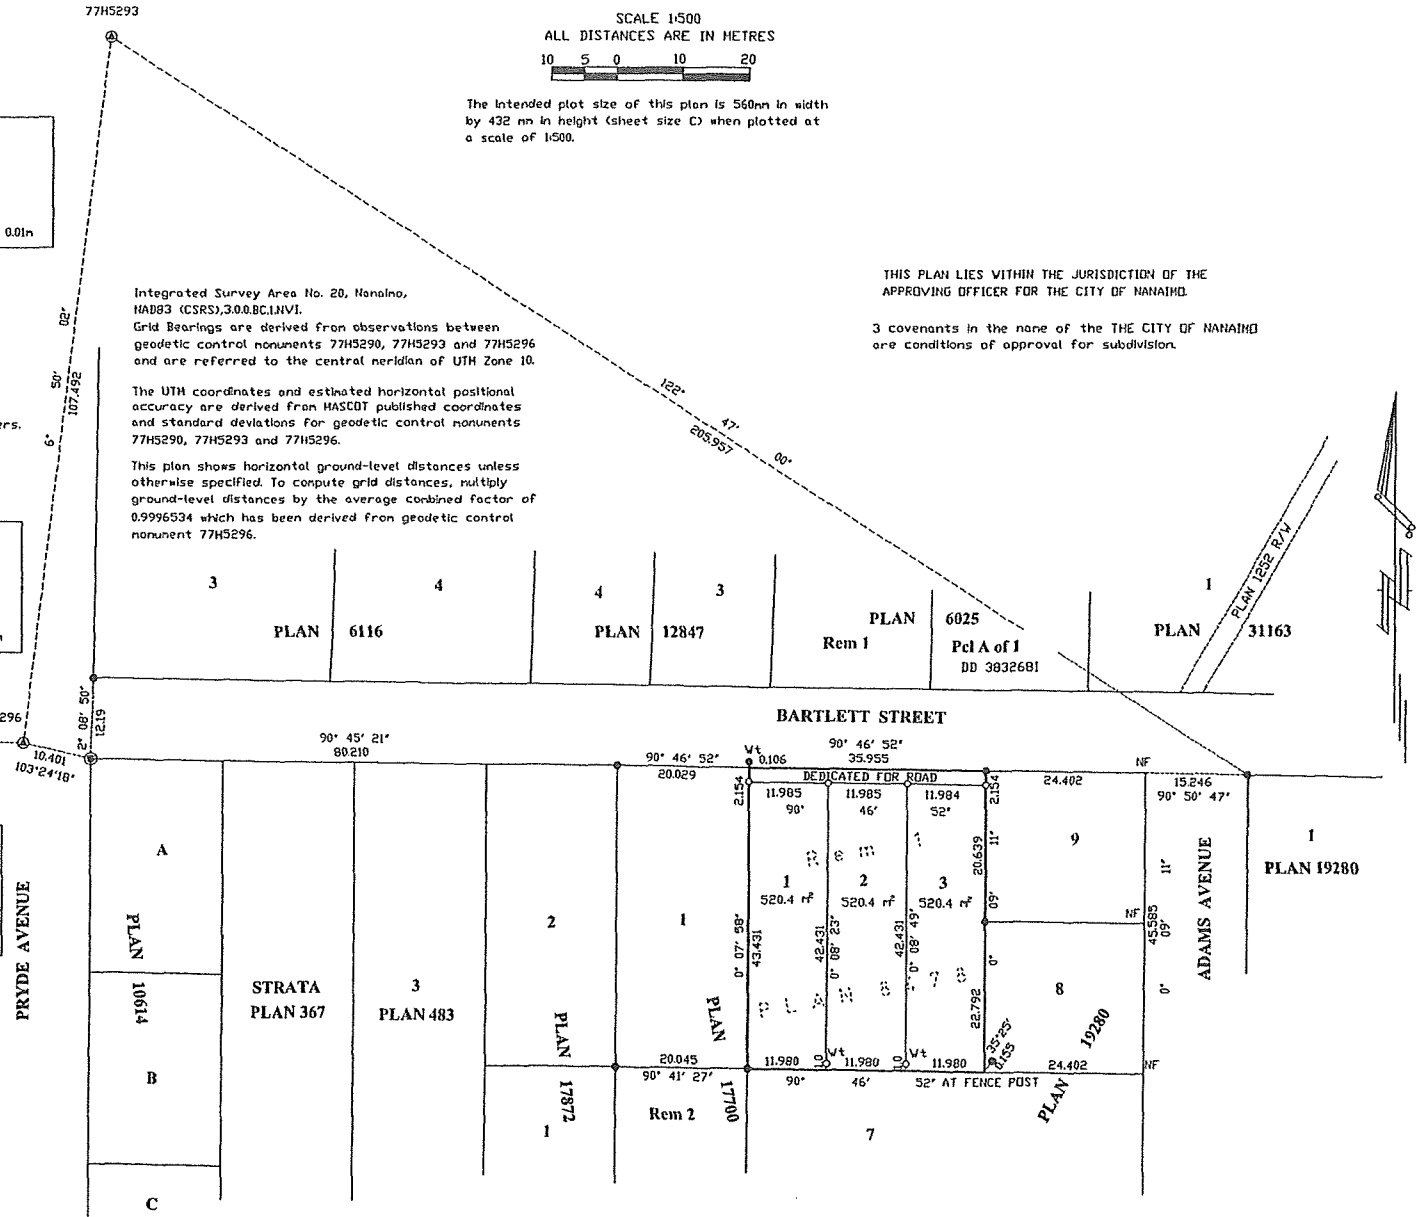 77H5293
SCALE 1:500
ALL DISTANCES ARE IN METRES
10 5 0 10 20
The intended plot size of this plan is 560mm in width
by 432 mm in height (sheet size C) when plotted at
a scale of 1:500.
0.01m
Integrated Survey Area No. 20, Nanaimo,
NAD83 (CSRS),3.0.0.BC.1.NVI.
Grid Bearings are derived from observations between
geodetic control monuments 77H5290, 77H5293 and 77H5296
and are referred to the central meridian of UTM Zone 10.
The UTM coordinates and estimated horizontal positional
accuracy are derived from MASCOT published coordinates
and standard deviations for geodetic control monuments
77H5290, 77H5293 and 77H5296.
This plan shows horizontal ground-level distances unless
otherwise specified. To compute grid distances, multiply
ground-level distances by the average combined factor of
0.9996534 which has been derived from geodetic control
monument 77H5296.
THIS PLAN LIES WITHIN THE JURISDICTION OF THE
APPROVING OFFICER FOR THE CITY OF NANAIMO.
3 covenants in the name of the THE CITY OF NANAIMO
are conditions of approval for subdivision.
6° 50' 02"
107.492
ers.
122° 47' 00"
205.957
3 4 4 3 1
PLAN 6116
PLAN 12847
PLAN 6025
Rem 1
Pcl A of 1
DD 383268I
PLAN 31163
PLAN 1252 R/W
296
2° 08' 50"
12.19
10.401
103°24'18"
BARTLETT STREET
90° 45' 21"
80.210
90° 46' 52"
20.029
Wt
0.106
90° 46' 52"
35.955
DEDICATED FOR ROAD
2.154
11.985 11.985 11.984
90° 46' 52"
2.154
24.402
NF
15.246
90° 50' 47"
PRYDE AVENUE
A
PLAN 10614
B
C
STRATA
PLAN 367
3
PLAN 483
2
PLAN 17872
1
1
PLAN 17700
20.045
90° 41' 27"
Rem 2
0° 07' 58"
43.431
R e m 1
1
520.4 m²
2
520.4 m²
3
520.4 m²
42.431
0° 08' 23"
42.431
0° 08' 49"
20.639
0° 09' 11"
22.792
1.0 Wt
1.0 Wt
11.980 11.980 11.980
90° 46' 52" AT FENCE POST
35°25'
0.155
9
NF
8
PLAN 19280
24.402
NF
7
45.585
0° 09' 11"
ADAMS AVENUE
1
PLAN 19280